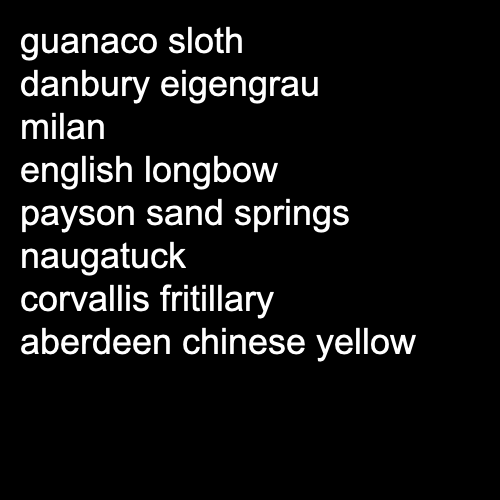 guanaco sloth
danbury eigengrau
milan
english longbow
payson sand springs
naugatuck
corvallis fritillary
aberdeen chinese yellow